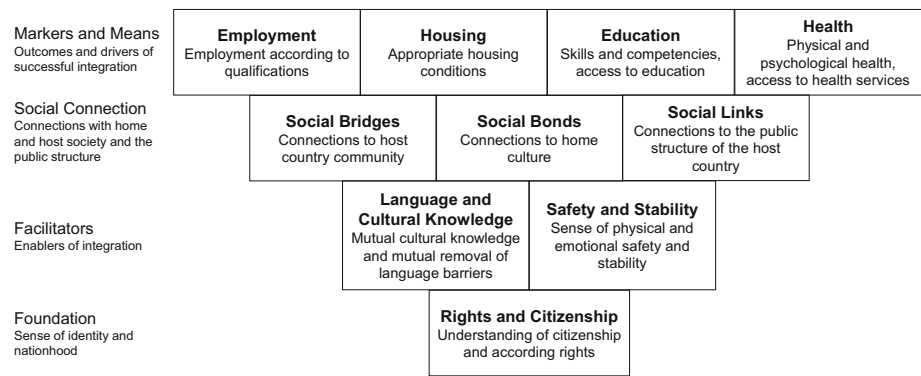 Markers and Means
Outcomes and drivers of
successful integration
Employment
Employment according to
qualifications
Housing
Appropriate housing
conditions
Education
Skills and competencies,
access to education
Health
Physical and
psychological health,
access to health services
Social Connection
Connections with home
and host society and the
public structure
Social Bridges
Connections to host
country community
Social Bonds
Connections to home
culture
Social Links
Connections to the public
structure of the host
country
Facilitators
Enablers of integration
Language and
Cultural Knowledge
Mutual cultural knowledge
and mutual removal of
language barriers
Safety and Stability
Sense of physical and
emotional safety and
stability
Foundation
Sense of identity and
nationhood
Rights and Citizenship
Understanding of citizenship
and according rights